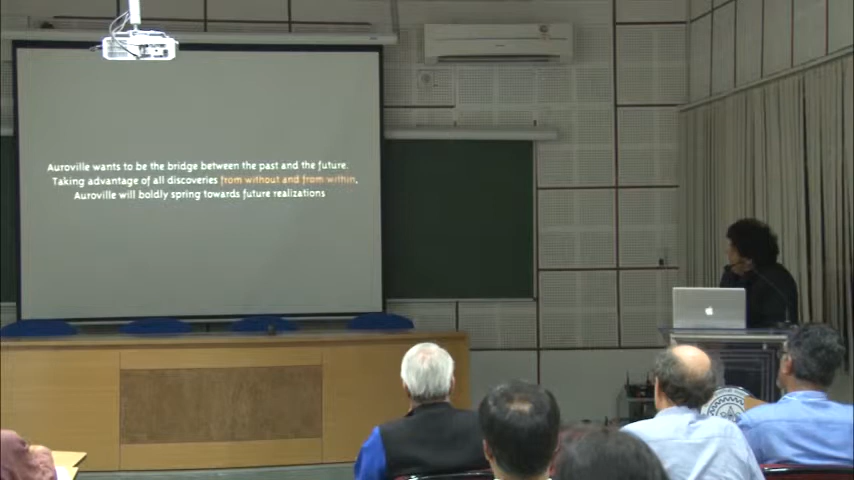 Auroville wants to be the bridge between the past and the future.
Taking advantage of all discoveries from without and from within,
Auroville will boldly spring towards future realizations